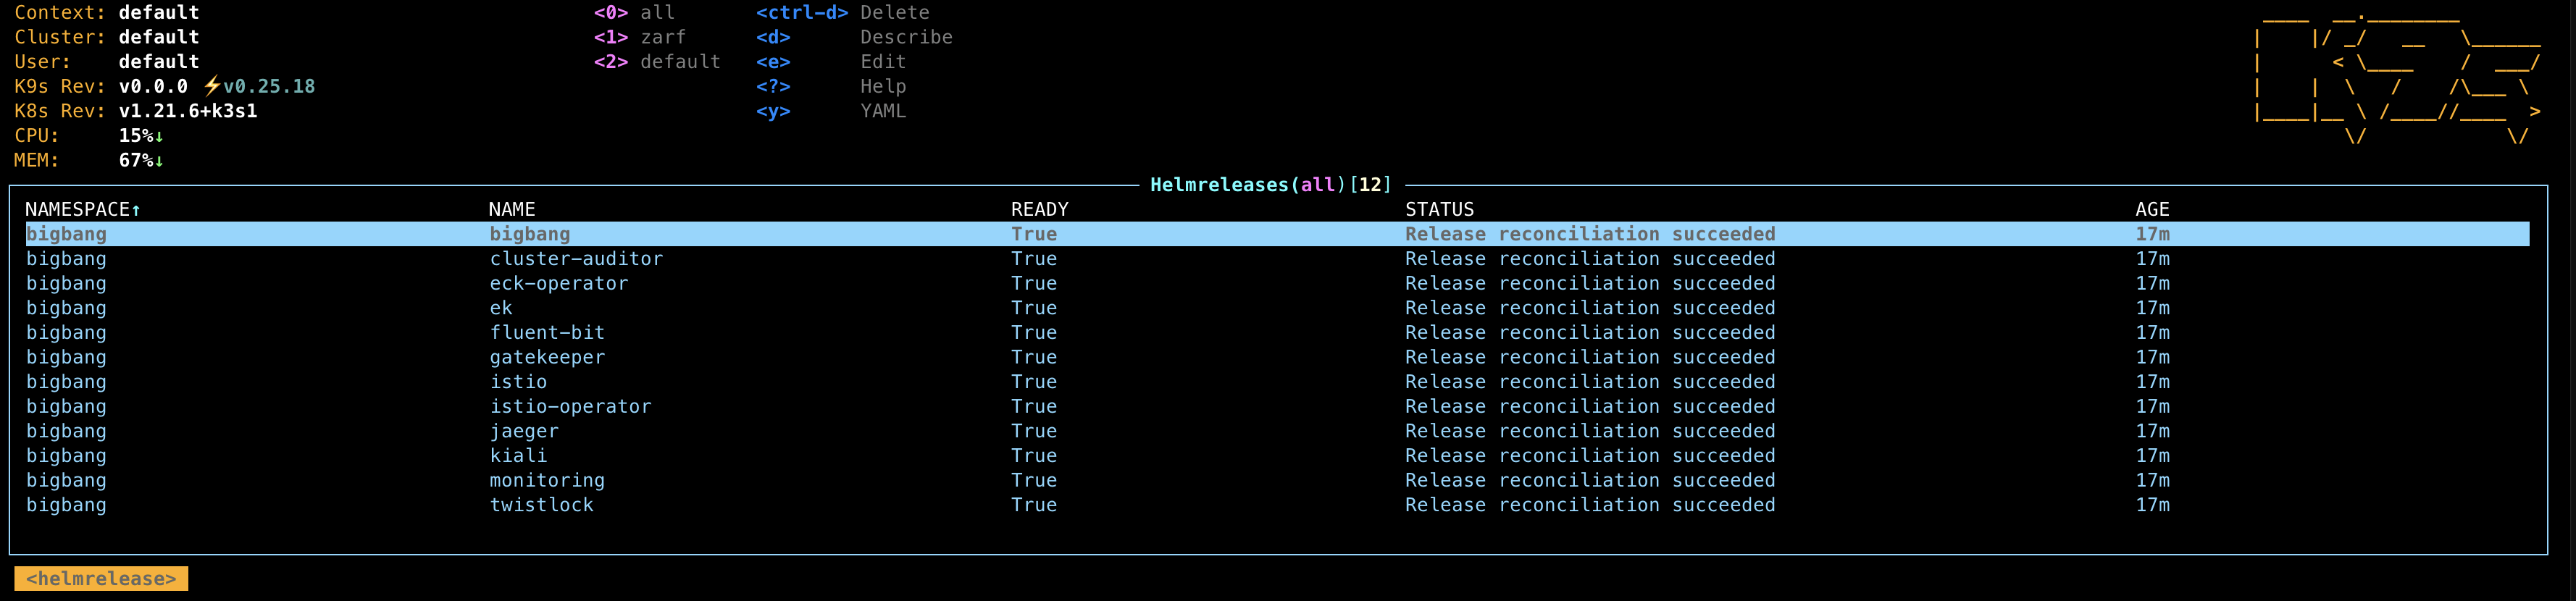 Context: default <0> all <ctrl-d> Delete
Cluster: default <1> zarf <d> Describe
User: default <2> default <e> Edit
K9s Rev: v0.0.0 ⚡v0.25.18 <?> Help
K8s Rev: v1.21.6+k3s1 <y> YAML
CPU: 15%↓
MEM: 67%↓
Helmreleases(all)[12]
NAMESPACE↑ NAME READY STATUS AGE
bigbang bigbang True Release reconciliation succeeded 17m
bigbang cluster-auditor True Release reconciliation succeeded 17m
bigbang eck-operator True Release reconciliation succeeded 17m
bigbang ek True Release reconciliation succeeded 17m
bigbang fluent-bit True Release reconciliation succeeded 17m
bigbang gatekeeper True Release reconciliation succeeded 17m
bigbang istio True Release reconciliation succeeded 17m
bigbang istio-operator True Release reconciliation succeeded 17m
bigbang jaeger True Release reconciliation succeeded 17m
bigbang kiali True Release reconciliation succeeded 17m
bigbang monitoring True Release reconciliation succeeded 17m
bigbang twistlock True Release reconciliation succeeded 17m
<helmrelease>